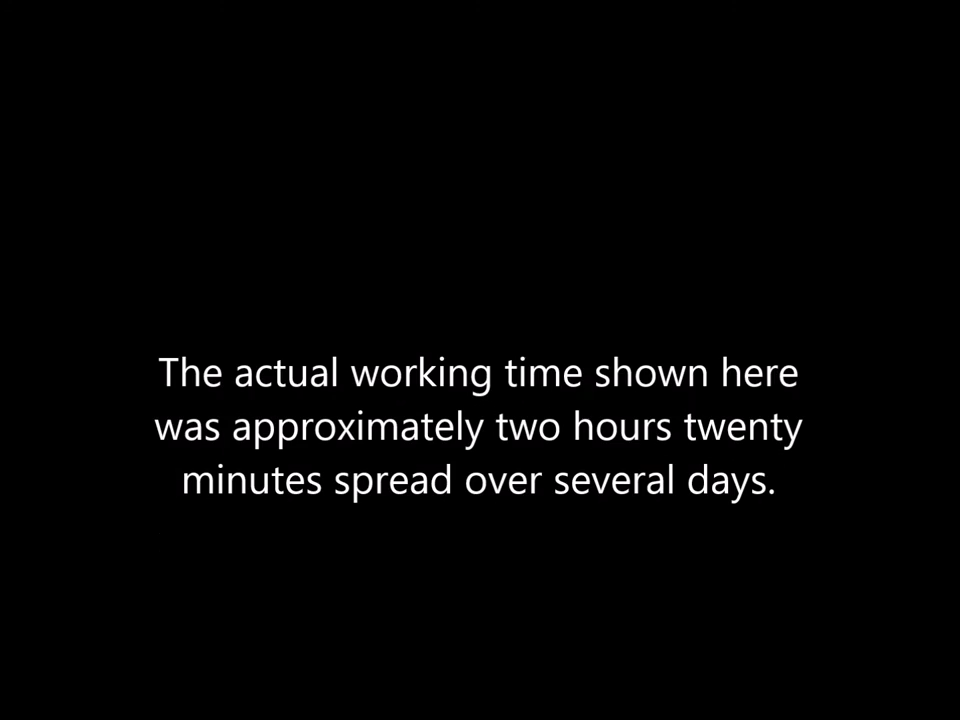 The actual working time shown here
was approximately two hours twenty
minutes spread over several days.